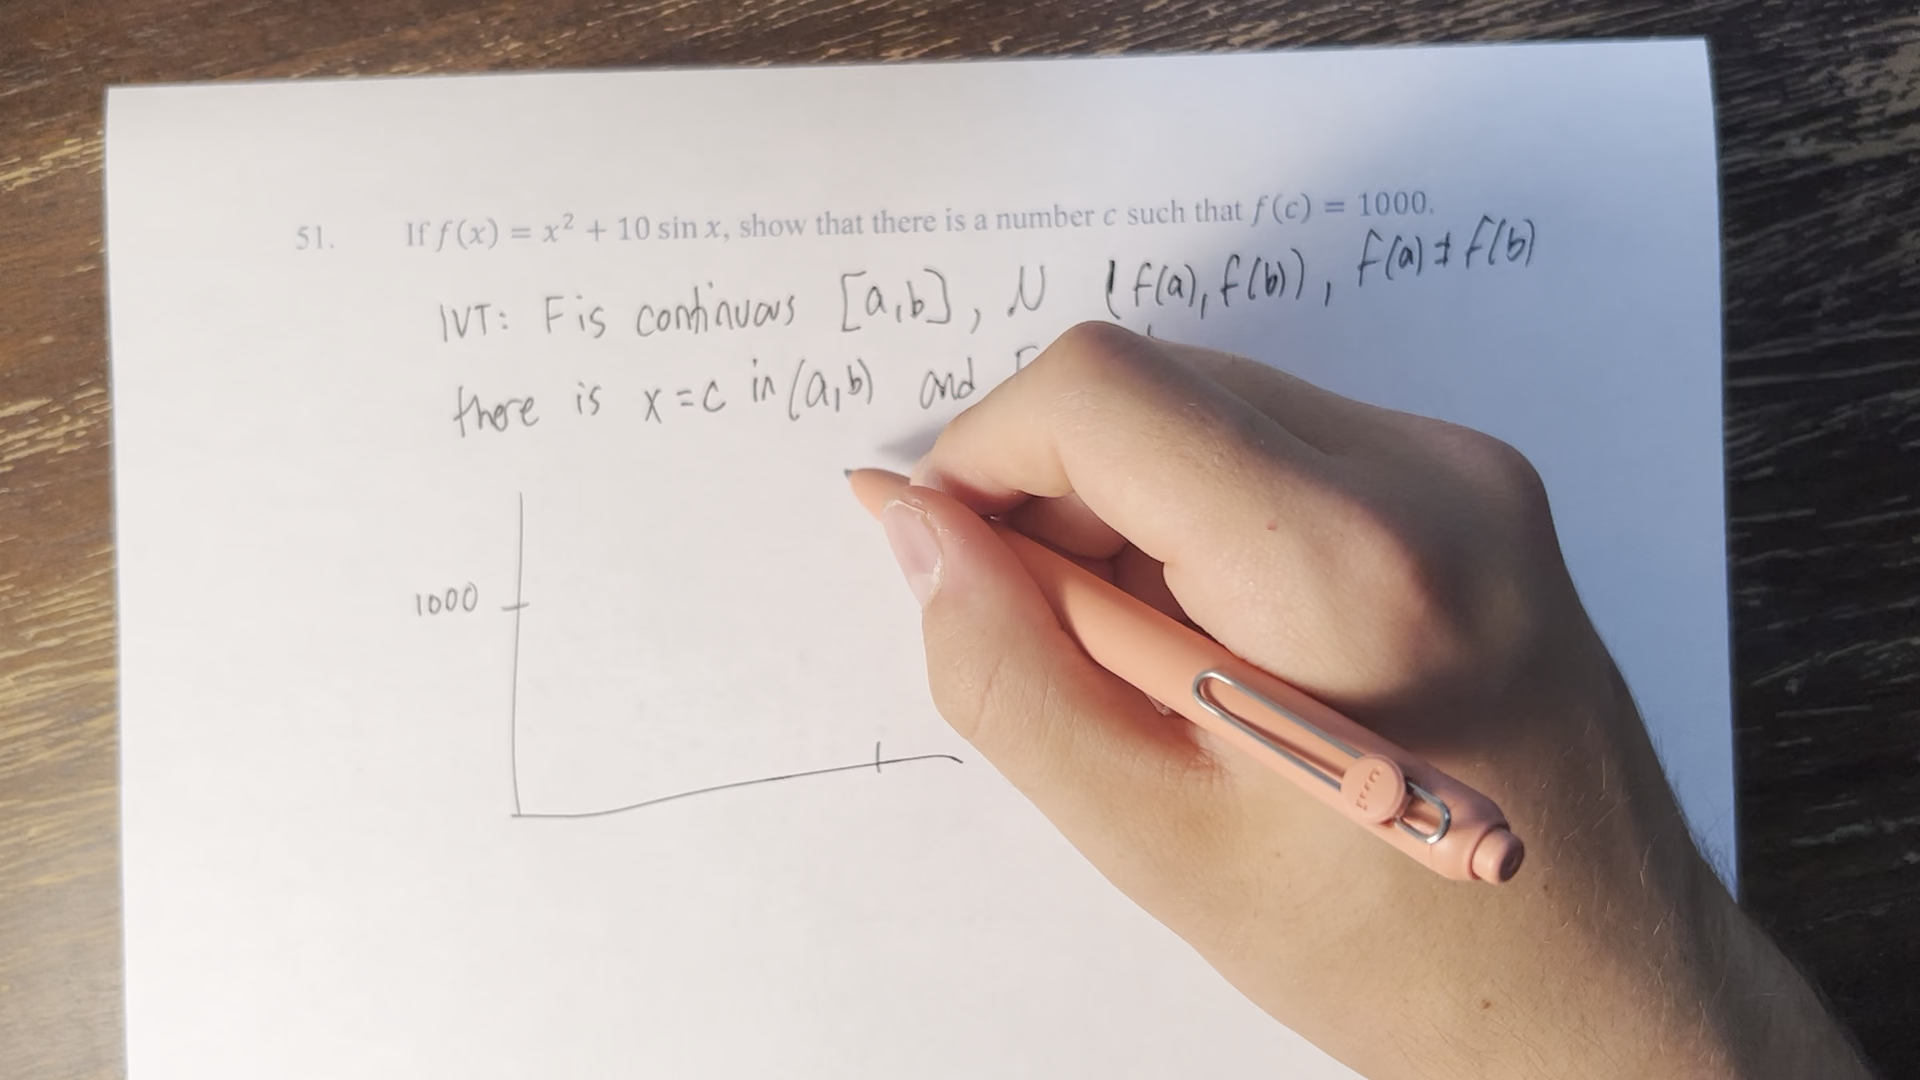 51. If f(x) = x² + 10 sin x, show that there is a number c such that f(c) = 1000.
IVT: F is continuous [a,b], N (f(a), f(b)), f(a) ≠ f(b)
there is x = c in (a,b) and
1000